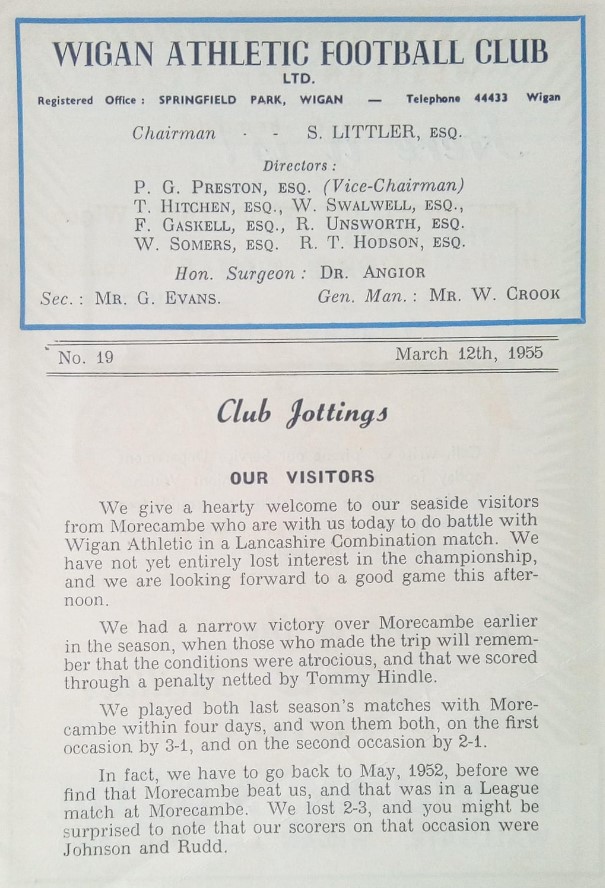 WIGAN ATHLETIC FOOTBALL CLUB
LTD.
Registered Office : SPRINGFIELD PARK, WIGAN — Telephone 44433 Wigan
Chairman - - S. LITTLER, ESQ.
Directors :
P. G. PRESTON, ESQ. (Vice-Chairman)
T. HITCHEN, ESQ., W. SWALWELL, ESQ.,
F. GASKELL, ESQ., R. UNSWORTH, ESQ.
W. SOMERS, ESQ. R. T. HODSON, ESQ.
Hon. Surgeon : DR. ANGIOR
Sec. : MR. G. EVANS. Gen. Man. : MR. W. CROOK
No. 19 March 12th, 1955
Club Jottings
OUR VISITORS
We give a hearty welcome to our seaside visitors
from Morecambe who are with us today to do battle with
Wigan Athletic in a Lancashire Combination match. We
have not yet entirely lost interest in the championship,
and we are looking forward to a good game this after-
noon.
We had a narrow victory over Morecambe earlier
in the season, when those who made the trip will remem-
ber that the conditions were atrocious, and that we scored
through a penalty netted by Tommy Hindle.
We played both last season's matches with More-
cambe within four days, and won them both, on the first
occasion by 3-1, and on the second occasion by 2-1.
In fact, we have to go back to May, 1952, before we
find that Morecambe beat us, and that was in a League
match at Morecambe. We lost 2-3, and you might be
surprised to note that our scorers on that occasion were
Johnson and Rudd.